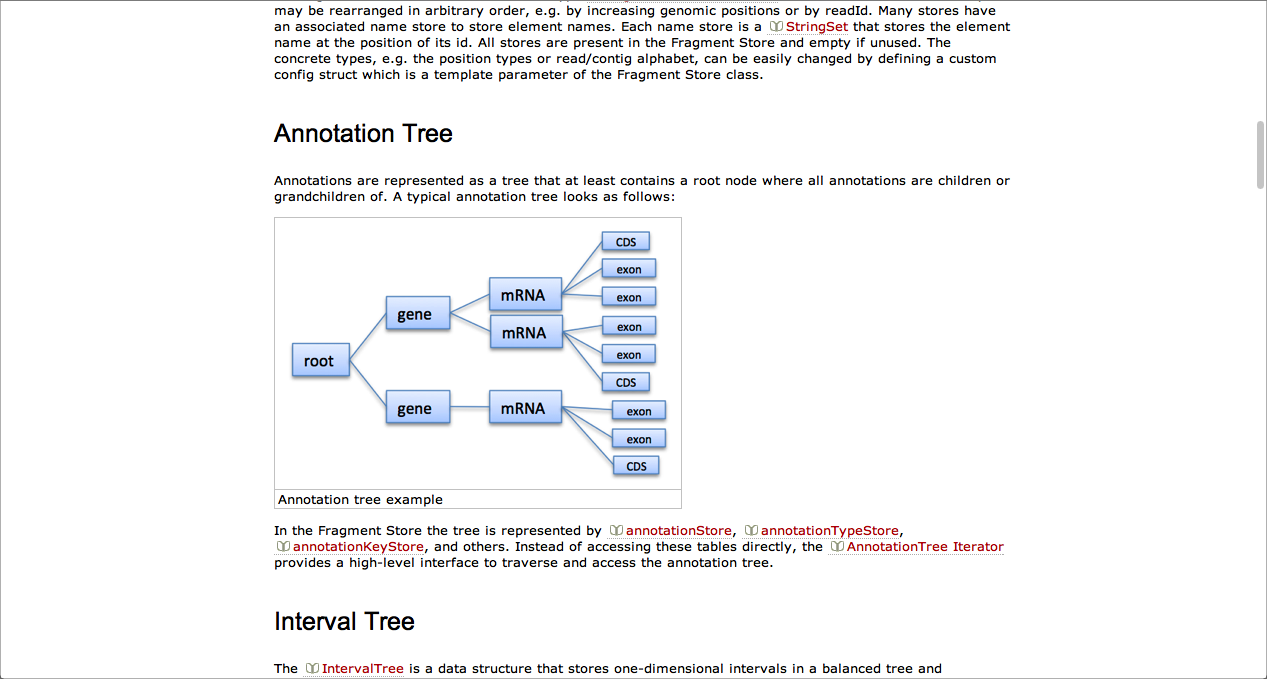 may be rearranged in arbitrary order, e.g. by increasing genomic positions or by readId. Many stores have
an associated name store to store element names. Each name store is a StringSet that stores the element
name at the position of its id. All stores are present in the Fragment Store and empty if unused. The
concrete types, e.g. the position types or read/contig alphabet, can be easily changed by defining a custom
config struct which is a template parameter of the Fragment Store class.
Annotation Tree
Annotations are represented as a tree that at least contains a root node where all annotations are children or
grandchildren of. A typical annotation tree looks as follows:
CDS
exon
mRNA
exon
gene
exon
mRNA
exon
root
CDS
gene
mRNA
exon
exon
CDS
Annotation tree example
In the Fragment Store the tree is represented by annotationStore, annotationTypeStore,
annotationKeyStore, and others. Instead of accessing these tables directly, the AnnotationTree Iterator
provides a high-level interface to traverse and access the annotation tree.
Interval Tree
The IntervalTree is a data structure that stores one-dimensional intervals in a balanced tree and